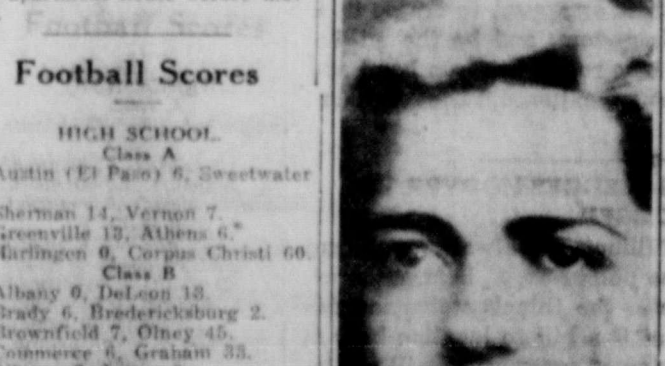 Football Scores
HIGH SCHOOL.
Class A
Austin (El Paso) 6, Sweetwater
Sherman 14, Vernon 7.
Greenville 13, Athens 6.
Harlingen 0, Corpus Christi 60.
Class B
Albany 0, DeLeon 13.
Brady 6, Bredericksburg 2.
Brownfield 7, Olney 45.
Commerce 6, Graham 33.